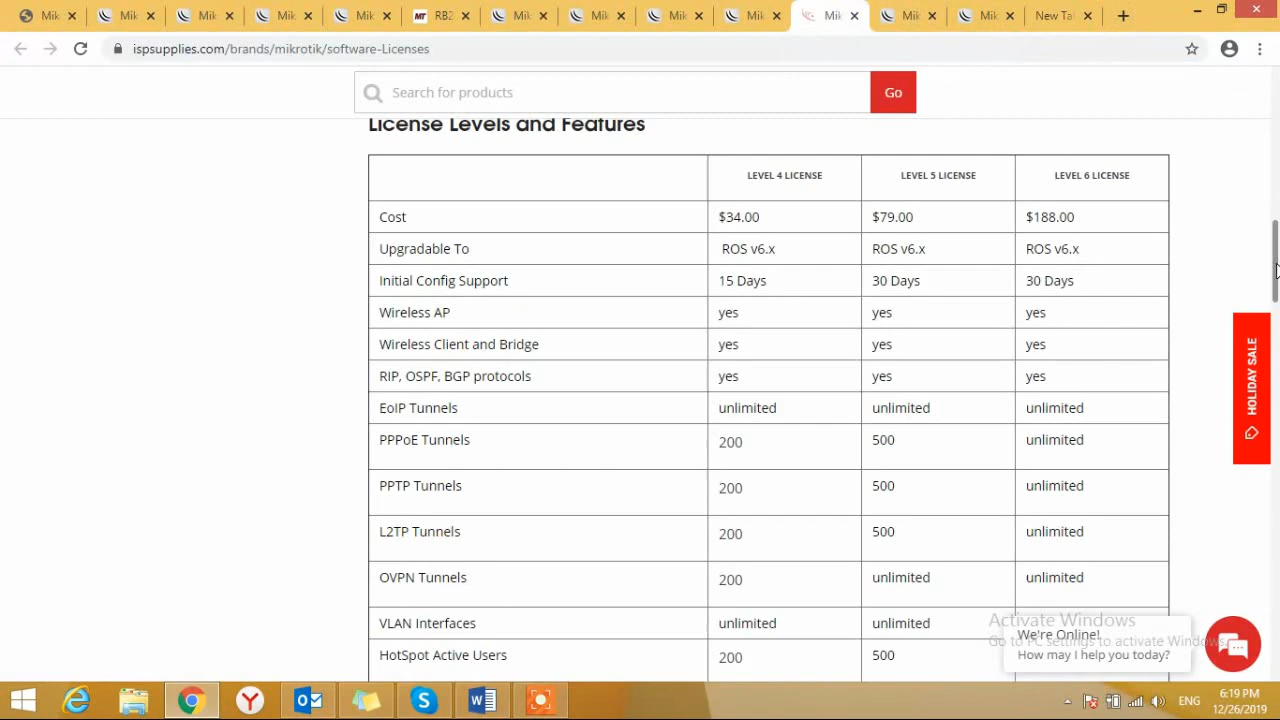 Mik
Mik
Mik
Mik
Mik
RB2
Mik
Mik
Mik
Mik
Mik
Mik
Mik
New Ta
ispsupplies.com/brands/mikrotik/software-Licenses
Search for products
Go
License Levels and Features
LEVEL 4 LICENSE LEVEL 5 LICENSE LEVEL 6 LICENSE
Cost $34.00 $79.00 $188.00
Upgradable To ROS v6.x ROS v6.x ROS v6.x
Initial Config Support 15 Days 30 Days 30 Days
Wireless AP yes yes yes
Wireless Client and Bridge yes yes yes
RIP, OSPF, BGP protocols yes yes yes
EoIP Tunnels unlimited unlimited unlimited
PPPoE Tunnels 200 500 unlimited
PPTP Tunnels 200 500 unlimited
L2TP Tunnels 200 500 unlimited
OVPN Tunnels 200 unlimited unlimited
VLAN Interfaces unlimited unlimited
HotSpot Active Users 200 500
HOLIDAY SALE
Activate Windows
Go to PC settings to activate Windows.
We're Online!
How may I help you today?
ENG
6:19 PM
12/26/2019